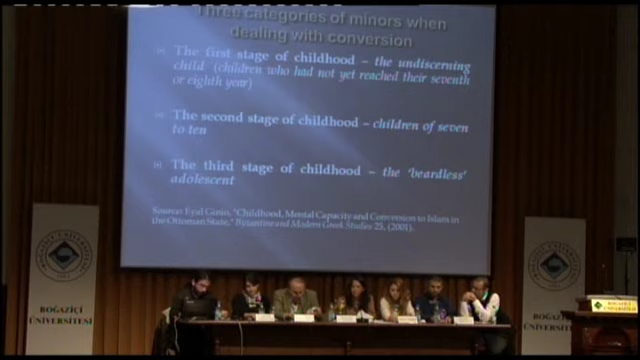 Three categories of minors when
dealing with conversion
The first stage of childhood – the undiscerning
child (children who had not yet reached their seventh
or eighth year)
The second stage of childhood – children of seven
to ten
The third stage of childhood – the 'beardless'
adolescent
Source: Eyal Ginio, "Childhood, Mental Capacity and Conversion to Islam in
the Ottoman State," Byzantine and Modern Greek Studies 25, (2001).
BOĞAZİÇİ
ÜNİVERSİTESİ
BOĞAZİÇİ
ÜNİVERSİTESİ